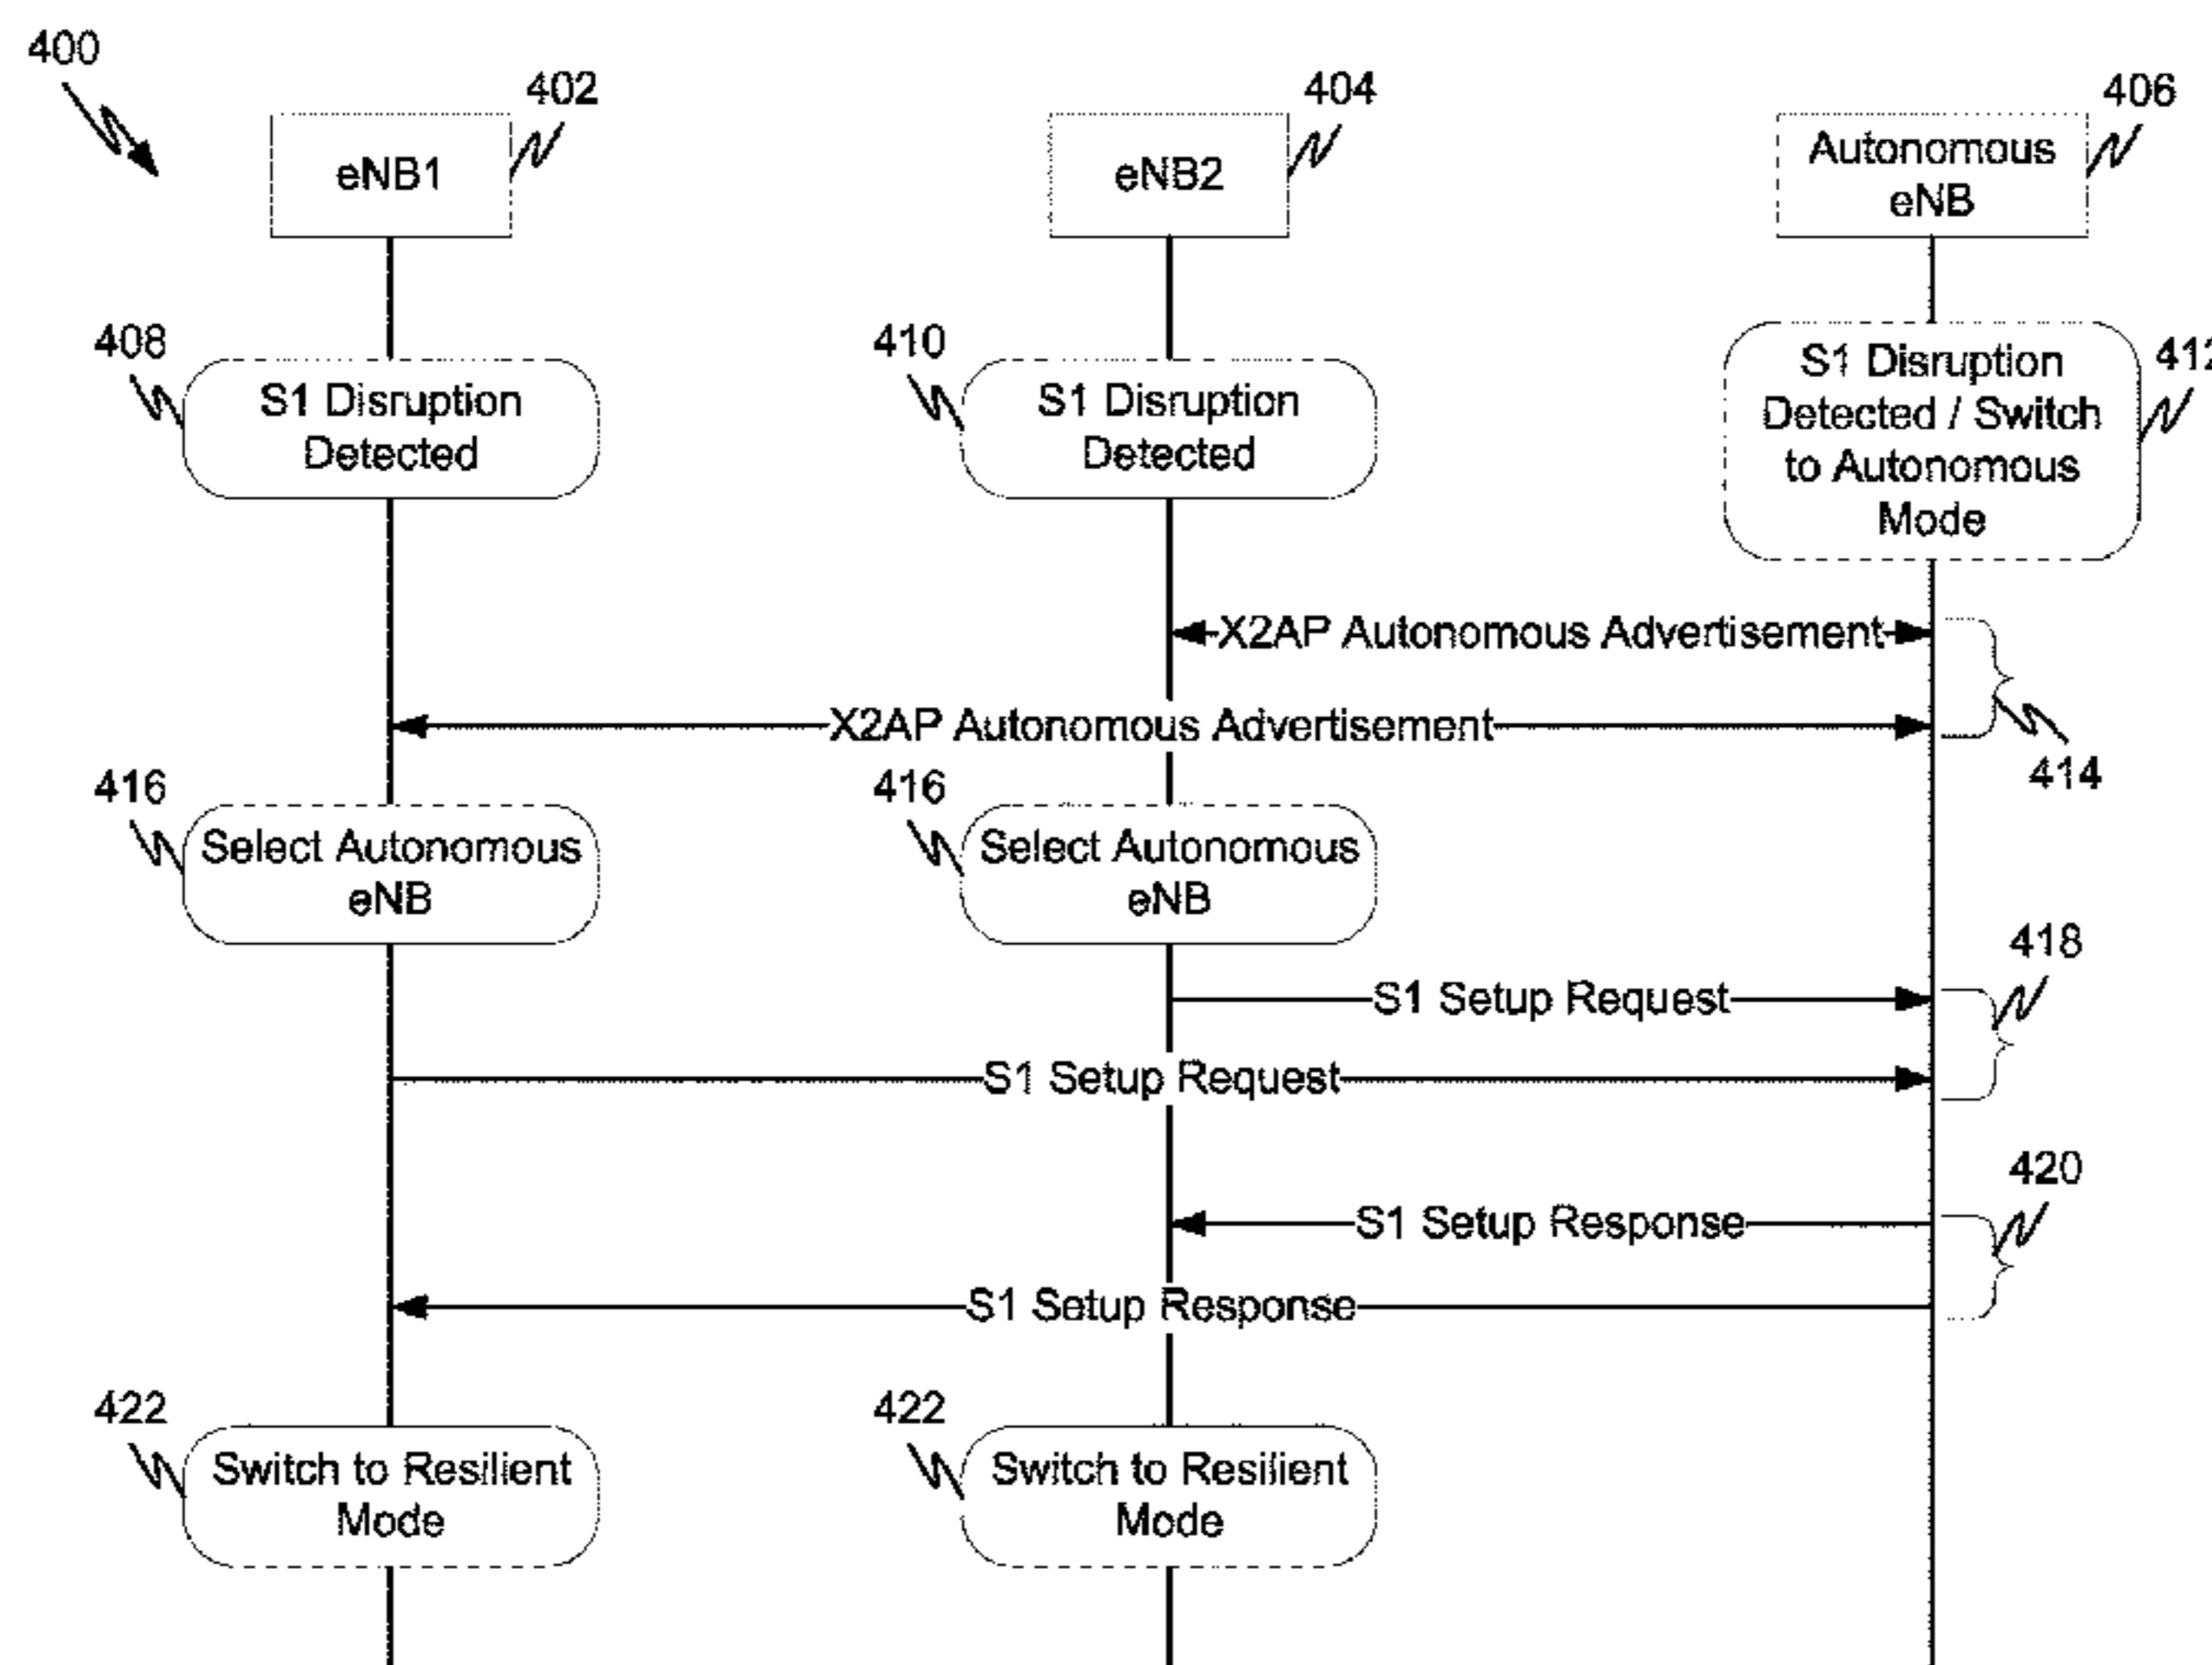 400
402
404
406
eNB1
eNB2
Autonomous
eNB
408
410
412
S1 Disruption
Detected
S1 Disruption
Detected
S1 Disruption
Detected / Switch
to Autonomous
Mode
X2AP Autonomous Advertisement
X2AP Autonomous Advertisement
414
416
416
Select Autonomous
eNB
Select Autonomous
eNB
418
S1 Setup Request
S1 Setup Request
420
S1 Setup Response
S1 Setup Response
422
422
Switch to Resilient
Mode
Switch to Resilient
Mode